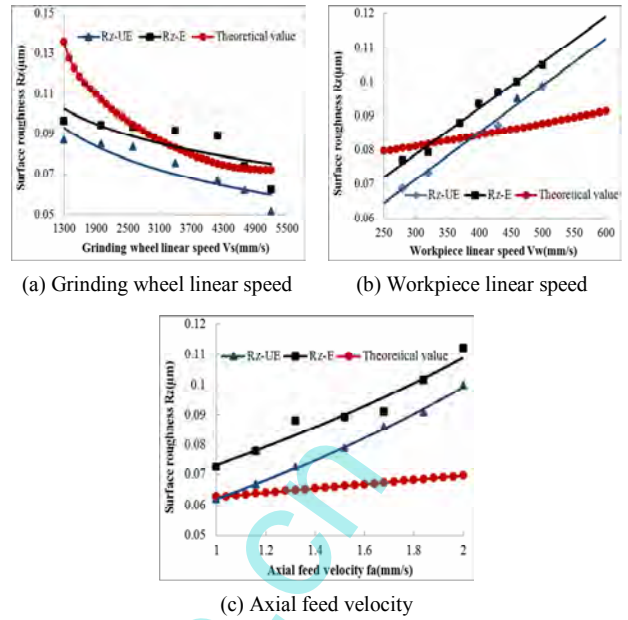 0.15
0.13
0.11
0.09
0.07
0.05
Surface roughness Rz(μm)
Rz-UE Rz-E Theoretical value
1300 1900 2500 3100 3700 4300 4900 5500
Grinding wheel linear speed Vs(mm/s)
(a) Grinding wheel linear speed
0.12
0.11
0.1
0.09
0.08
0.07
0.06
Surface roughness Rz(μm)
Rz-UE Rz-E Theoretical value
250 300 350 400 450 500 550 600
Workpiece linear speed Vw(mm/s)
(b) Workpiece linear speed
0.12
0.11
0.1
0.09
0.08
0.07
0.06
0.05
Surface roughness Rz(μm)
Rz-UE Rz-E Theoretical value
1 1.2 1.4 1.6 1.8 2
Axial feed velocity fa(mm/s)
(c) Axial feed velocity
.cn